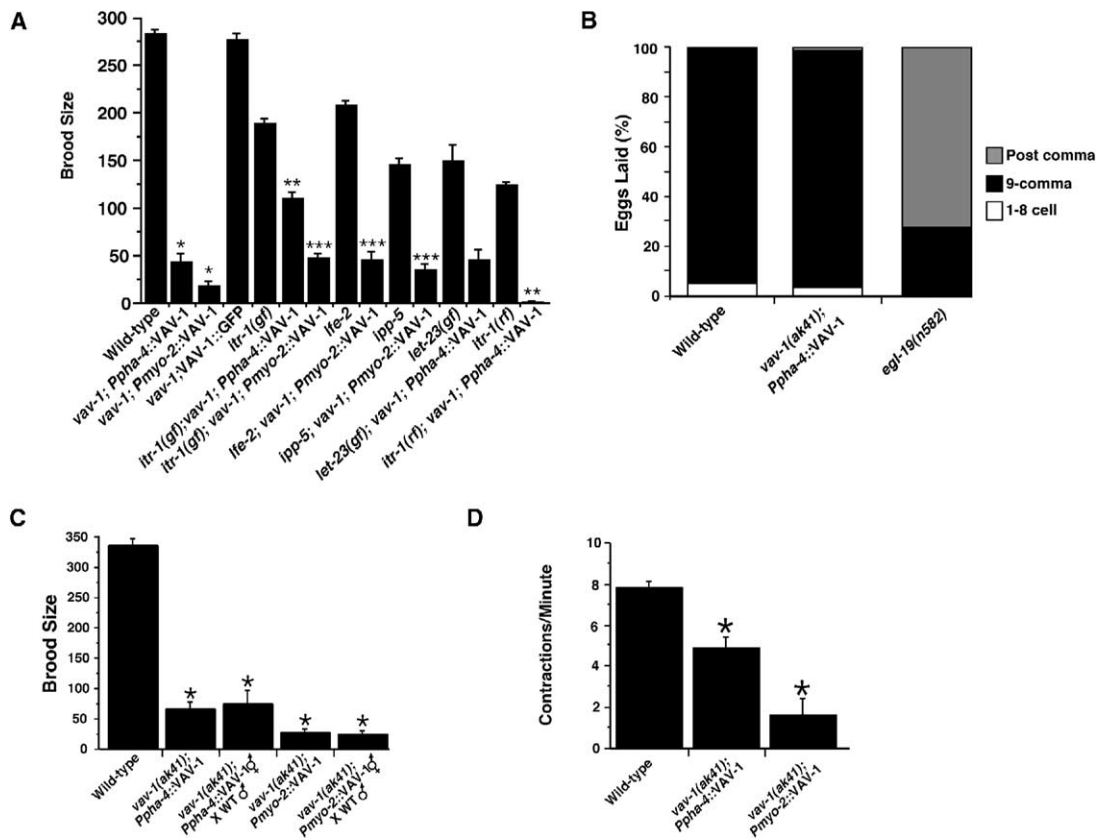 A
Brood Size
300
250
200
150
100
50
0
*
*
**
***
***
***
**
Wild-type
vav-1; Ppha-4::VAV-1
vav-1; Pmyo-2::VAV-1
vav-1;VAV-1::GFP
itr-1(gf)
itr-1(gf);vav-1; Ppha-4::VAV-1
itr-1(gf); vav-1; Pmyo-2::VAV-1
lfe-2
lfe-2; vav-1; Pmyo-2::VAV-1
ipp-5
ipp-5; vav-1; Pmyo-2::VAV-1
let-23(gf)
let-23(gf); vav-1; Ppha-4::VAV-1
itr-1(rf)
itr-1(rf); vav-1; Ppha-4::VAV-1
B
Eggs Laid (%)
100
80
60
40
20
0
Wild-type
vav-1(ak41);
Ppha-4::VAV-1
egl-19(n582)
Post comma
9-comma
1-8 cell
C
Brood Size
350
300
250
200
150
100
50
0
*
*
*
*
Wild-type
vav-1(ak41);
Ppha-4::VAV-1
vav-1(ak41);
Ppha-4::VAV-1⚥
X WT ♂
vav-1(ak41);
Pmyo-2::VAV-1
vav-1(ak41);
Pmyo-2::VAV-1⚥
X WT ♂
D
Contractions/Minute
10
8
6
4
2
0
*
*
Wild-type
vav-1(ak41);
Ppha-4::VAV-1
vav-1(ak41);
Pmyo-2::VAV-1